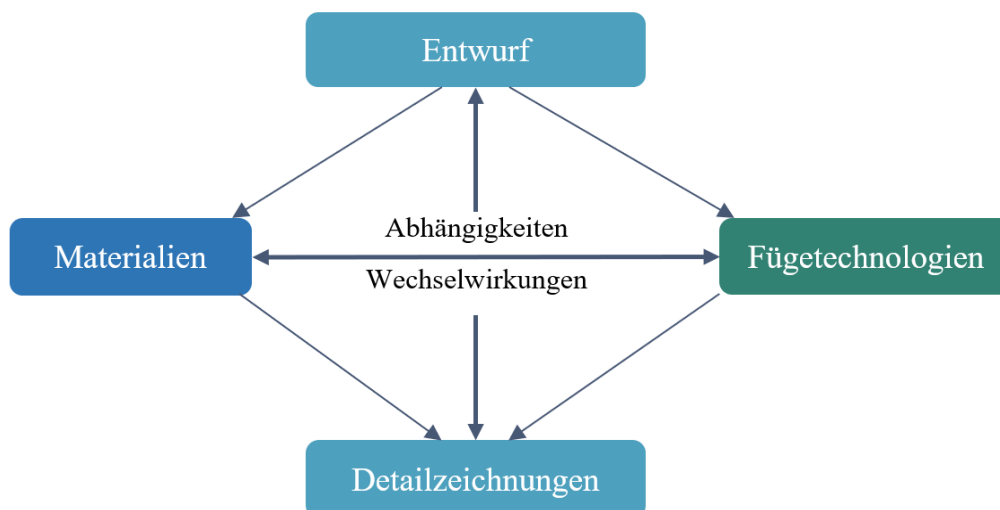 Entwurf
Materialien
Abhängigkeiten
Wechselwirkungen
Fügetechnologien
Detailzeichnungen